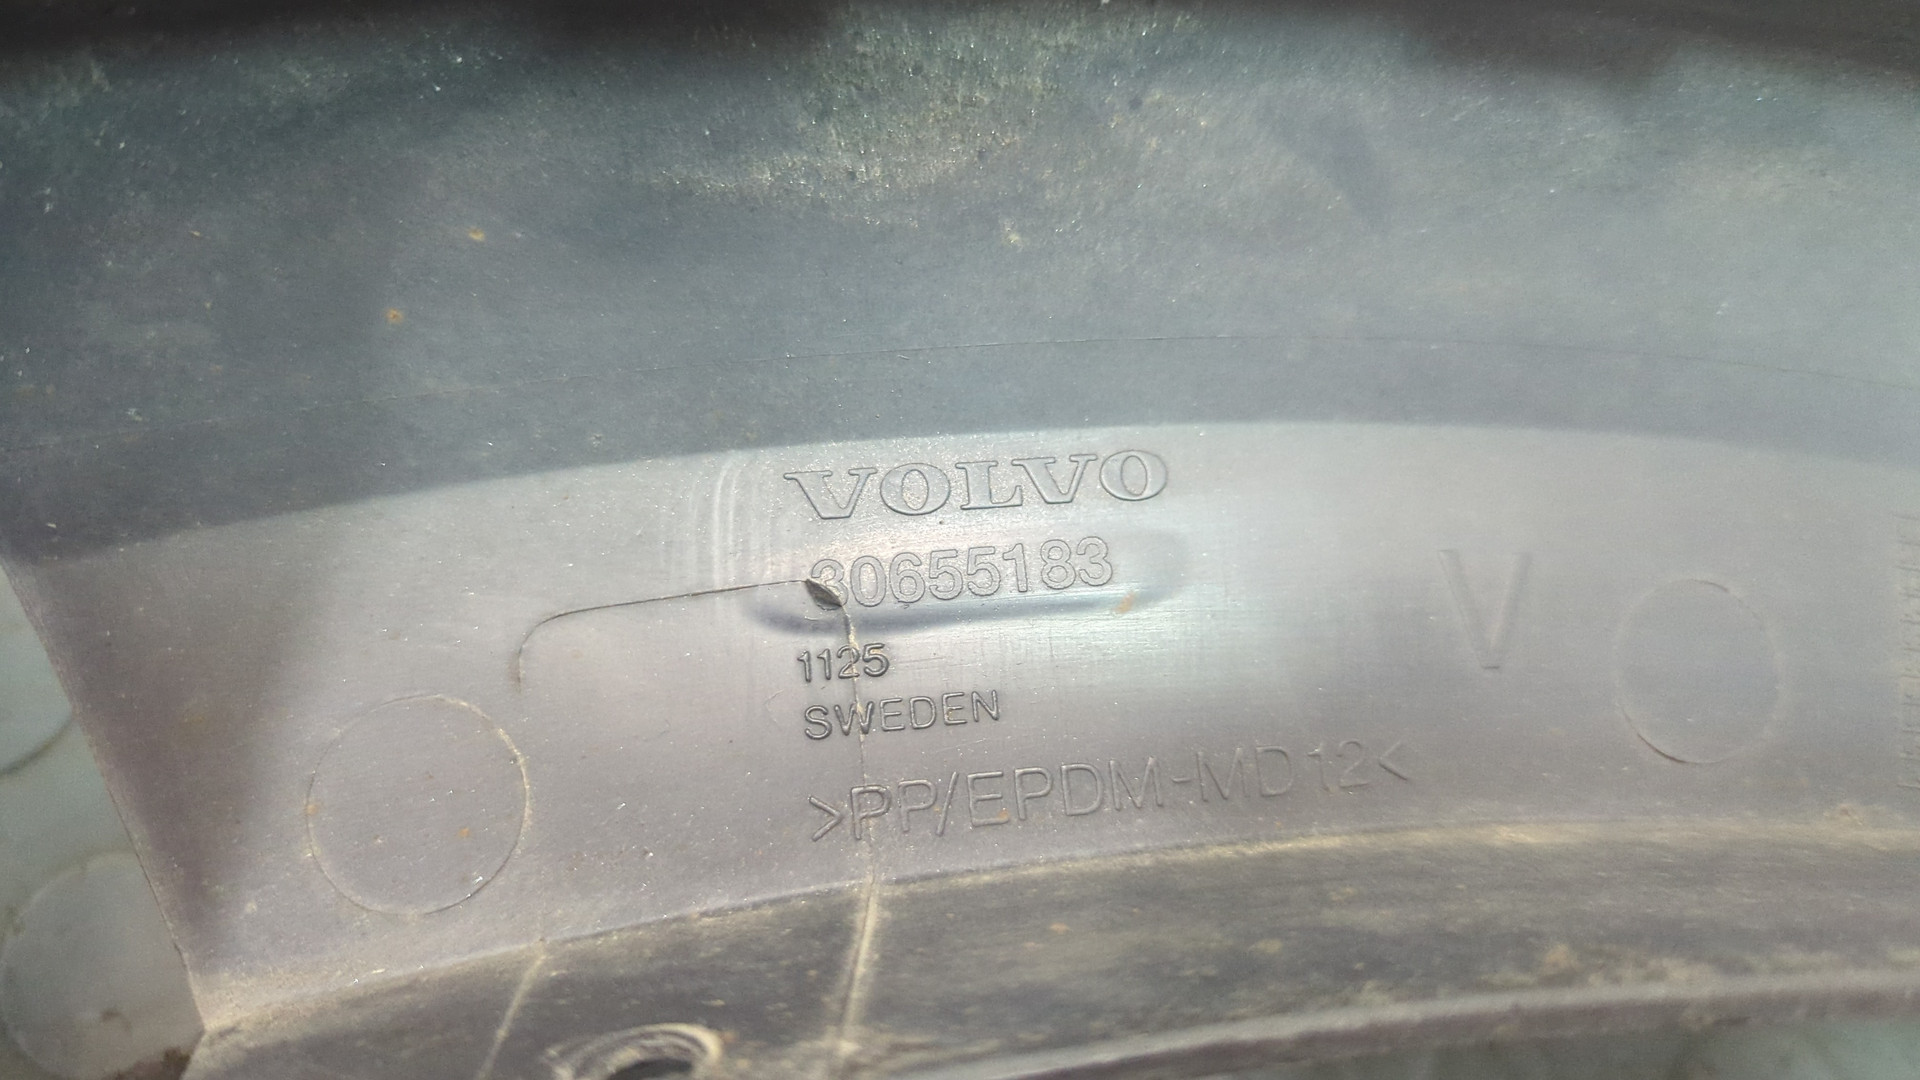 VOLVO
30655183
1125
SWEDEN
>PP/EPDM-MD12<
V